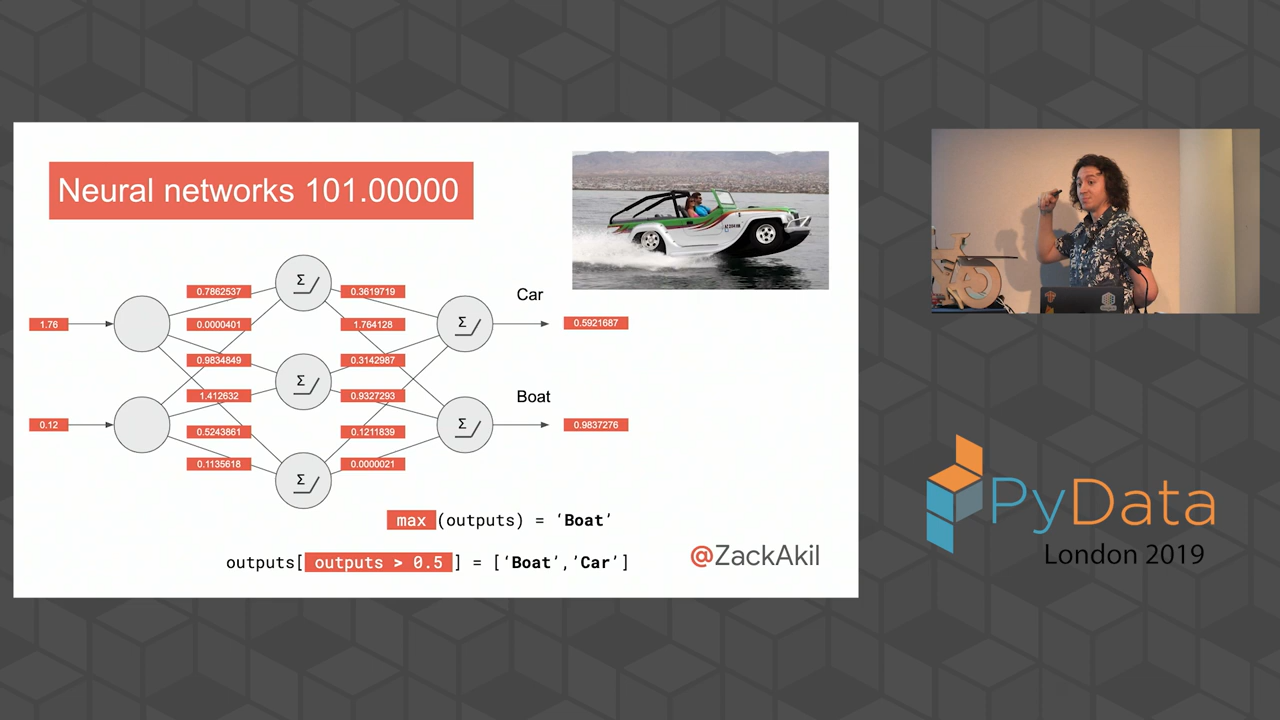 Neural networks 101.00000
1.76
0.12
0.7862537
0.0000401
0.9834849
1.412632
0.5243861
0.1135618
Σ
Σ
Σ
0.3619719
1.764128
0.3142987
0.9327293
0.1211839
0.0000021
Σ
Σ
Car
0.5921687
Boat
0.9837276
max (outputs) = ‘Boat’
outputs[ outputs > 0.5 ] = [‘Boat’,’Car’]
@ZackAkil
PyData
London 2019